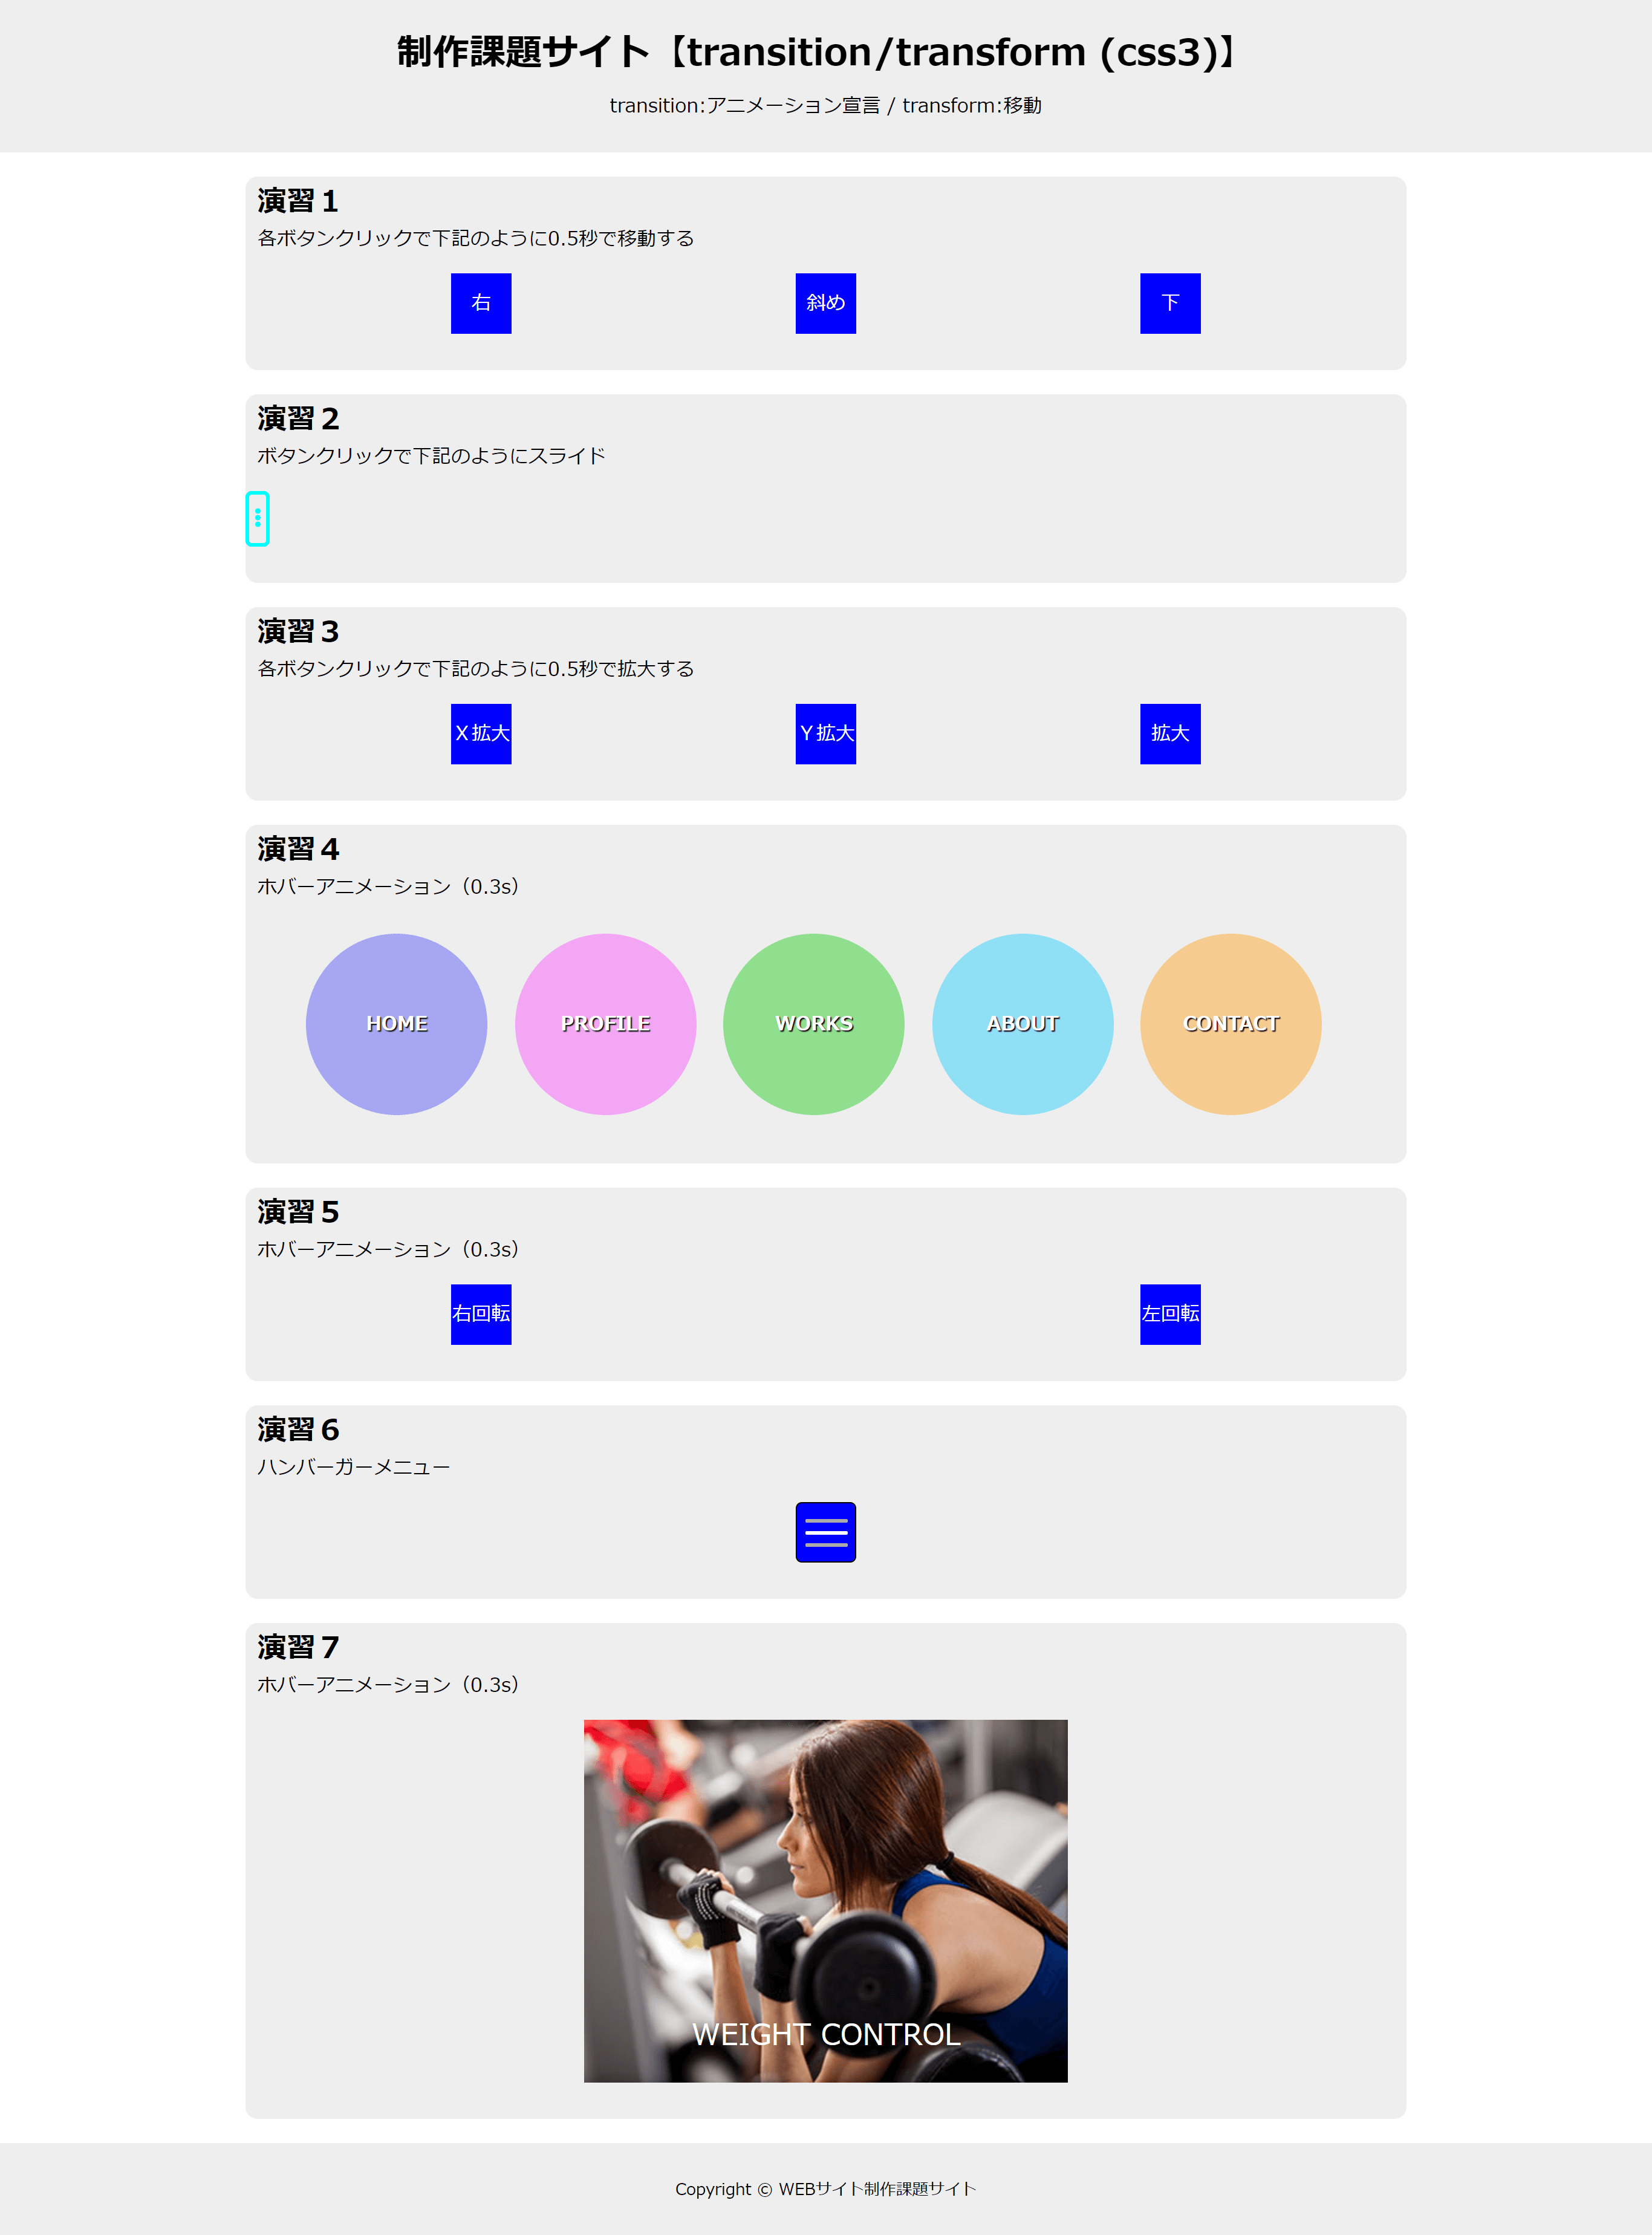 制作課題サイト【transition/transform (css3)】
transition:アニメーション宣言 / transform:移動
演習１
各ボタンクリックで下記のように0.5秒で移動する
右 斜め 下
演習２
ボタンクリックで下記のようにスライド
演習３
各ボタンクリックで下記のように0.5秒で拡大する
Ｘ拡大 Ｙ拡大 拡大
演習４
ホバーアニメーション（0.3s）
HOME PROFILE WORKS ABOUT CONTACT
演習５
ホバーアニメーション（0.3s）
右回転 左回転
演習６
ハンバーガーメニュー
演習７
ホバーアニメーション（0.3s）
WEIGHT CONTROL
Copyright © WEBサイト制作課題サイト